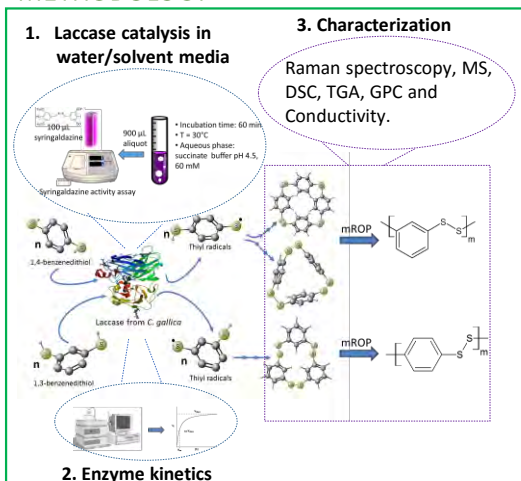 1. Laccase catalysis in
water/solvent media
100 µL
syringaldazine
900 µL
aliquot
• Incubation time: 60 min
• T = 30°C
• Aqueous phase:
succinate buffer pH 4.5,
60 mM
Syringaldazine activity assay
3. Characterization
Raman spectroscopy, MS,
DSC, TGA, GPC and
Conductivity.
n
1,4-benzenedithiol
n
Thiyl radicals
Laccase from C. gallica
n
1,3-benzenedithiol
n
Thiyl radicals
mROP
S
S
m
mROP
S
S
m
2. Enzyme kinetics